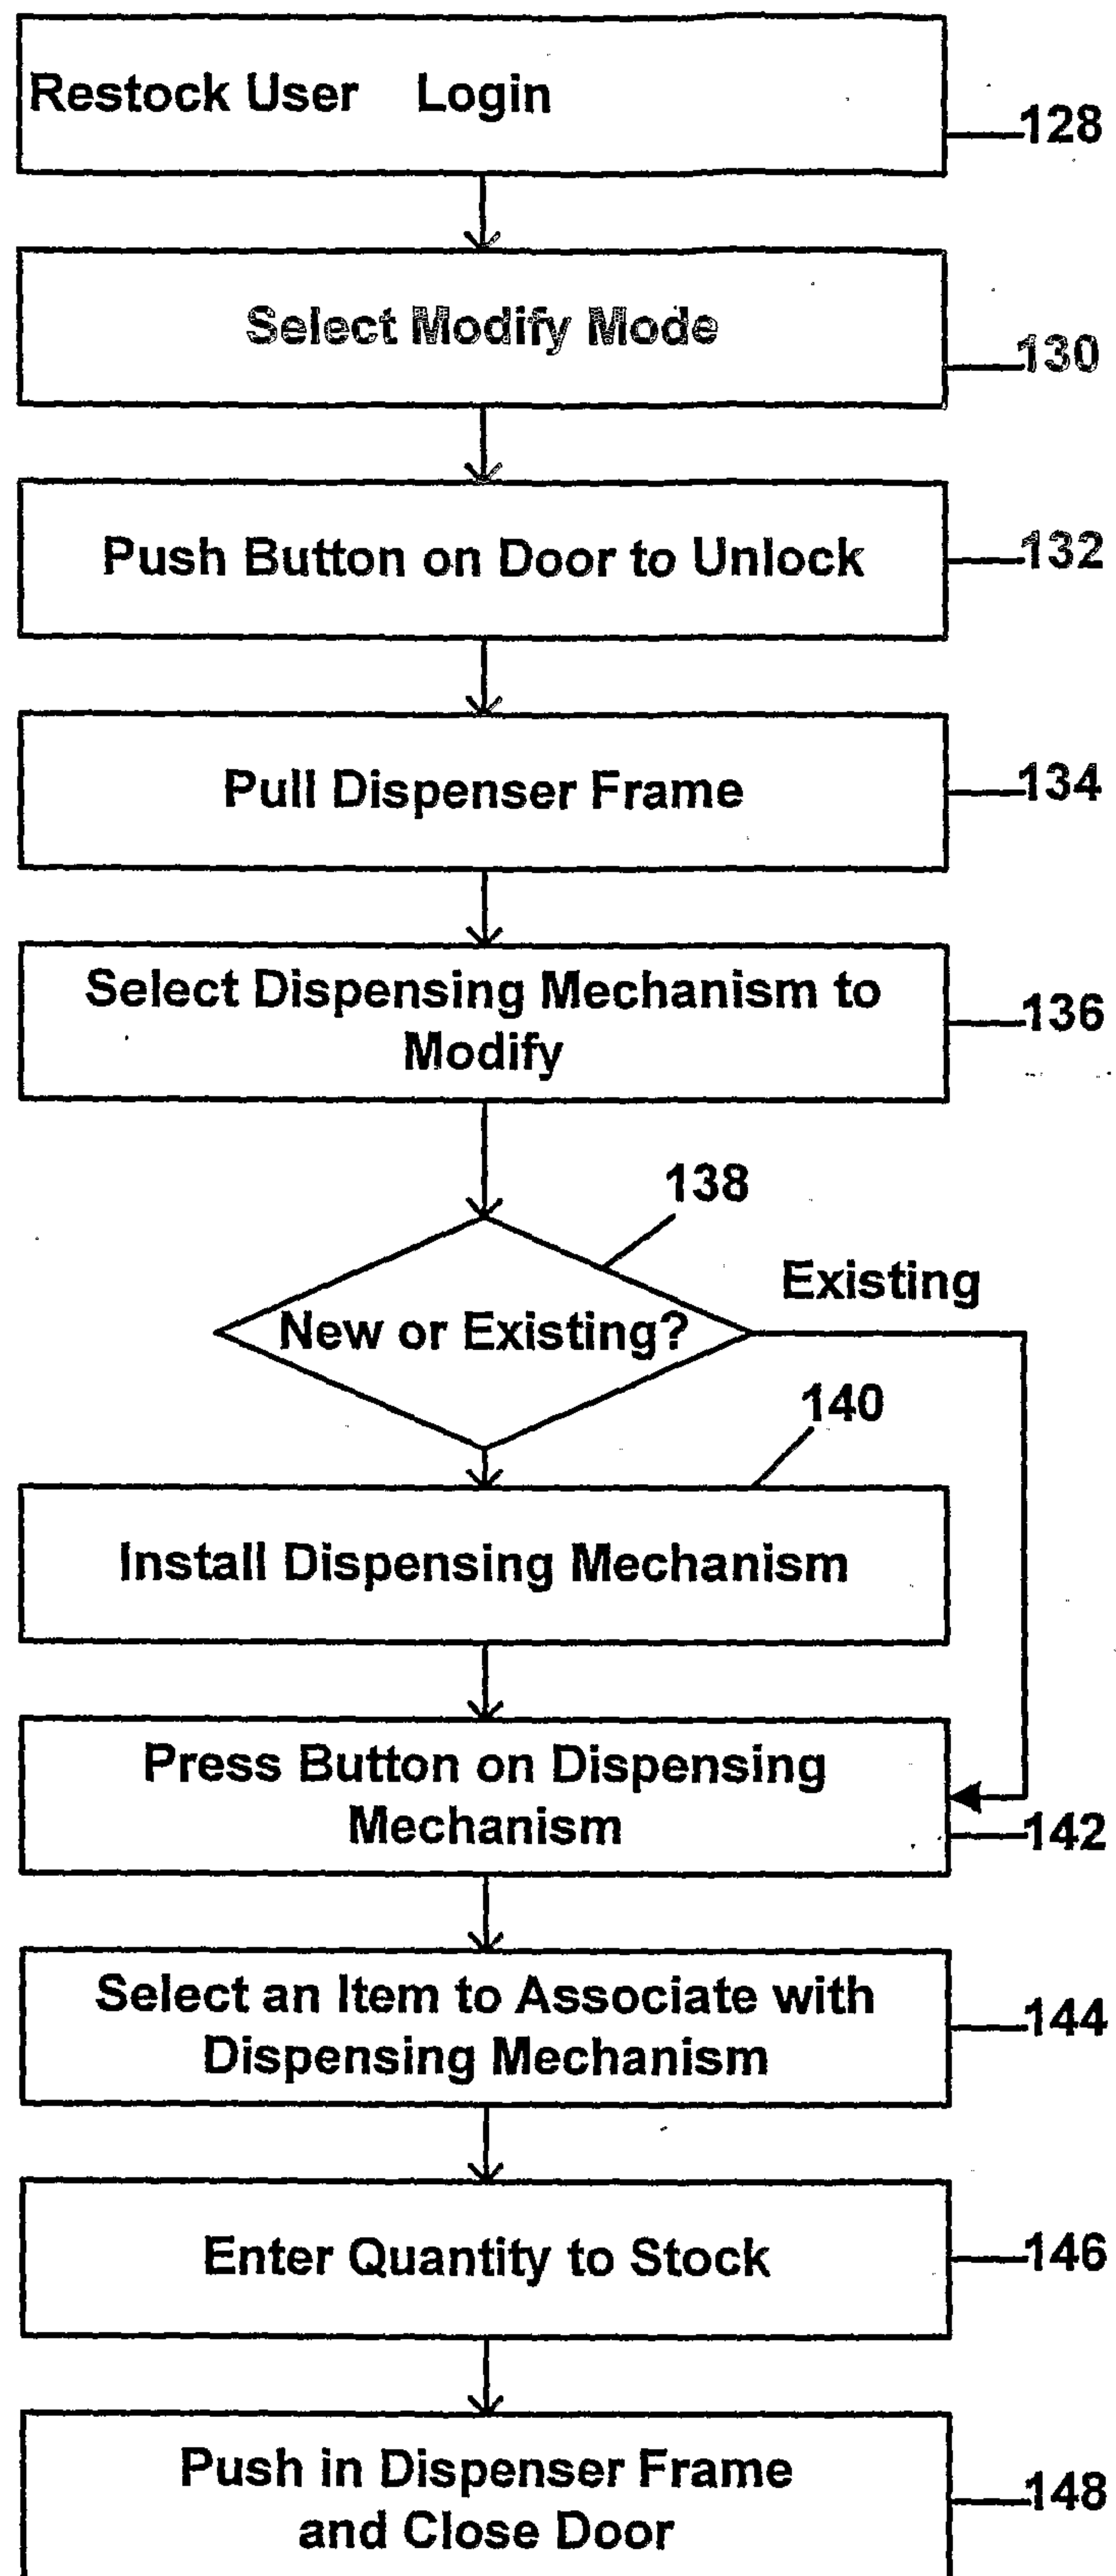 Restock User Login
128
Select Modify Mode
130
Push Button on Door to Unlock
132
Pull Dispenser Frame
134
Select Dispensing Mechanism to
Modify
136
138
Existing
New or Existing?
140
Install Dispensing Mechanism
Press Button on Dispensing
Mechanism
142
Select an Item to Associate with
Dispensing Mechanism
144
Enter Quantity to Stock
146
Push in Dispenser Frame
and Close Door
148